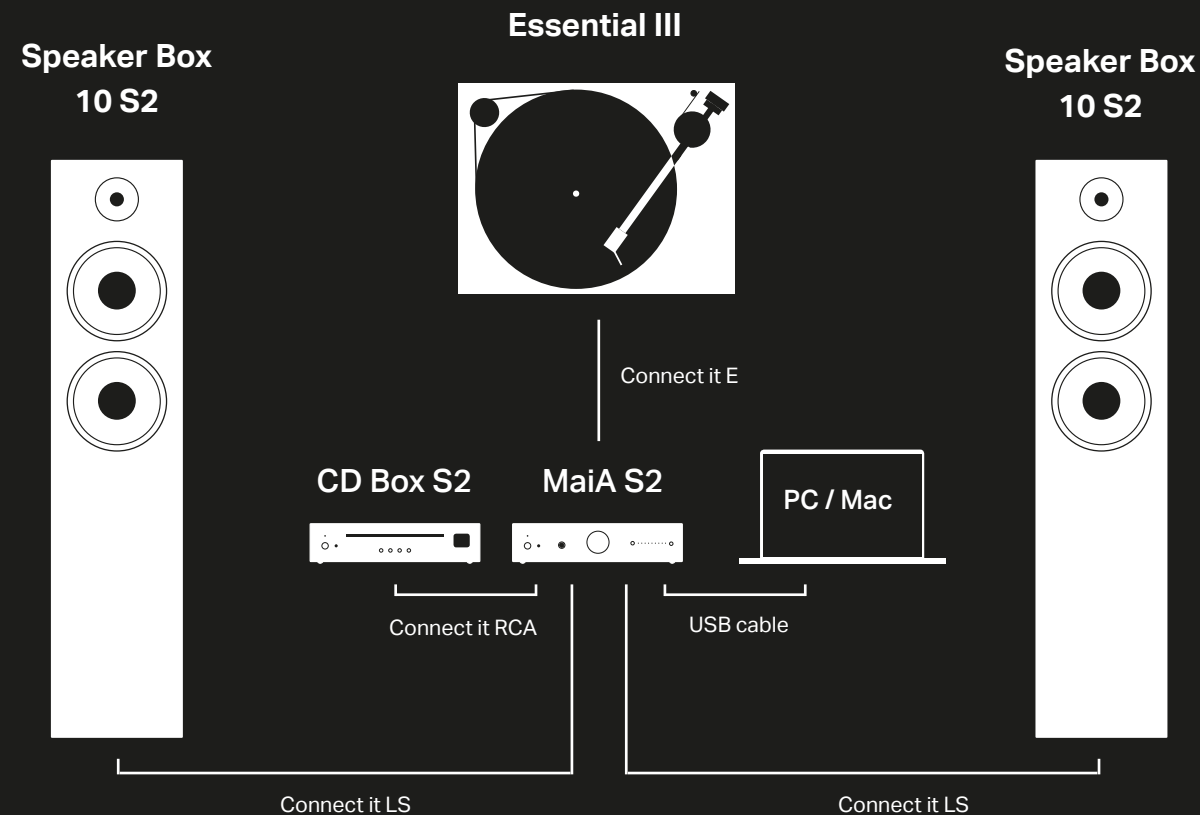 Essential III
Speaker Box
10 S2
Speaker Box
10 S2
Connect it E
CD Box S2
MaiA S2
PC / Mac
Connect it RCA
USB cable
Connect it LS
Connect it LS